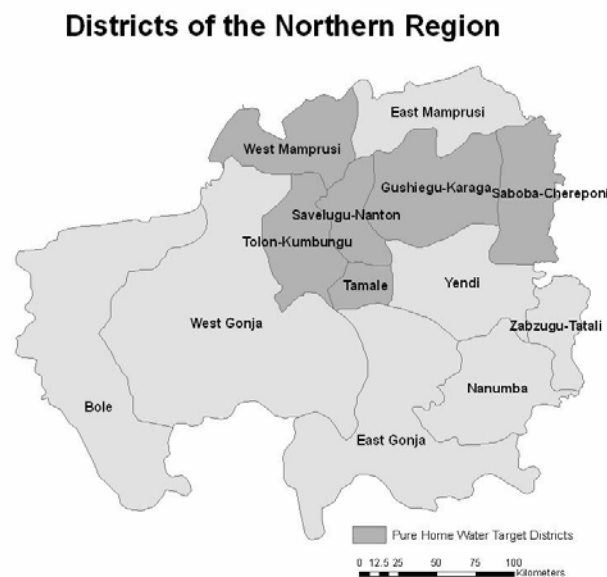 Districts of the Northern Region
East Mamprusi
West Mamprusi
Gushiegu-Karaga
Saboba-Chereponi
Savelugu-Nanton
Tolon-Kumbungu
Tamale
Yendi
West Gonja
Zabzugu-Tatali
Nanumba
Bole
East Gonja
Pure Home Water Target Districts
0 12.5 25 50 75 100
Kilometers